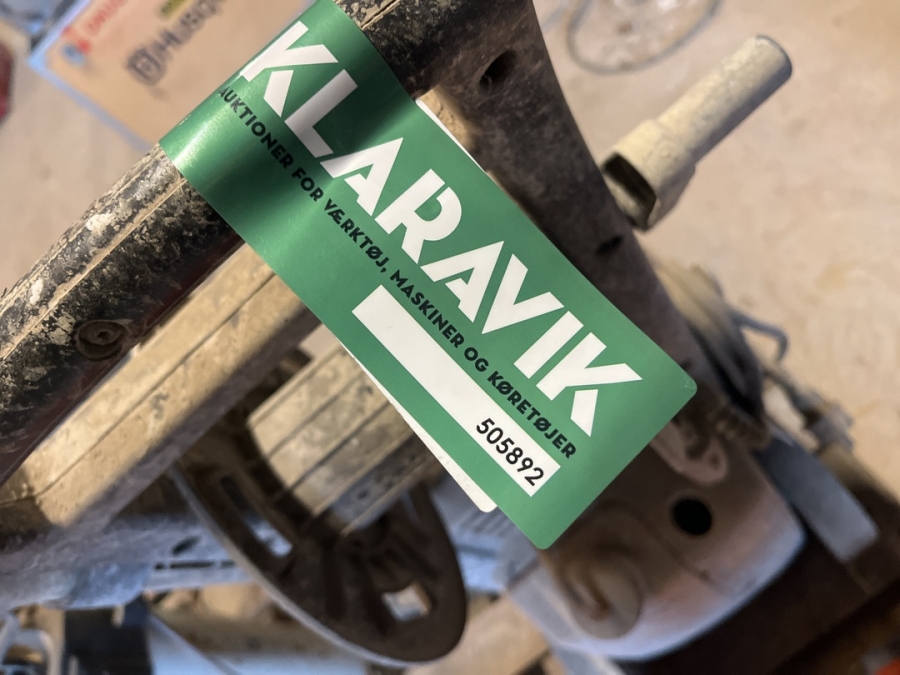 KLARAVIK
AUKTIONER FOR VÆRKTØJ, MASKINER OG KØRETØJER
505892